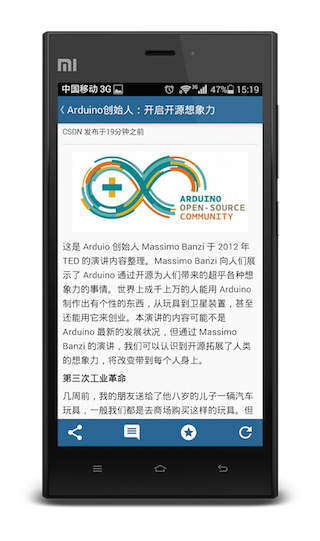 mi
中国移动 3G
3G
47%
15:19
Arduino创始人：开启开源想象力
CSDN 发布于19分钟之前
ARDUINO
OPEN-SOURCE
COMMUNITY
这是 Arduio 创始人 Massimo Banzi 于 2012 年
TED 的演讲内容整理。Massimo Banzi 向人们展
示了 Arduino 通过开源为人们带来的超乎各种想
象力的事情。世界上成千上万的人能用 Arduino
制作出有个性的东西，从玩具到卫星装置，甚至
还能用它来创业。本演讲的内容可能不是
Arduino 最新的发展状况，但通过 Massimo
Banzi 的演讲，我们可以认识到开源拓展了人类
的想象力，将改变带到每个人身上。
第三次工业革命
几周前，我的朋友送给了他八岁的儿子一辆汽车
玩具，一般我们都是去商场购买这样的玩具。但